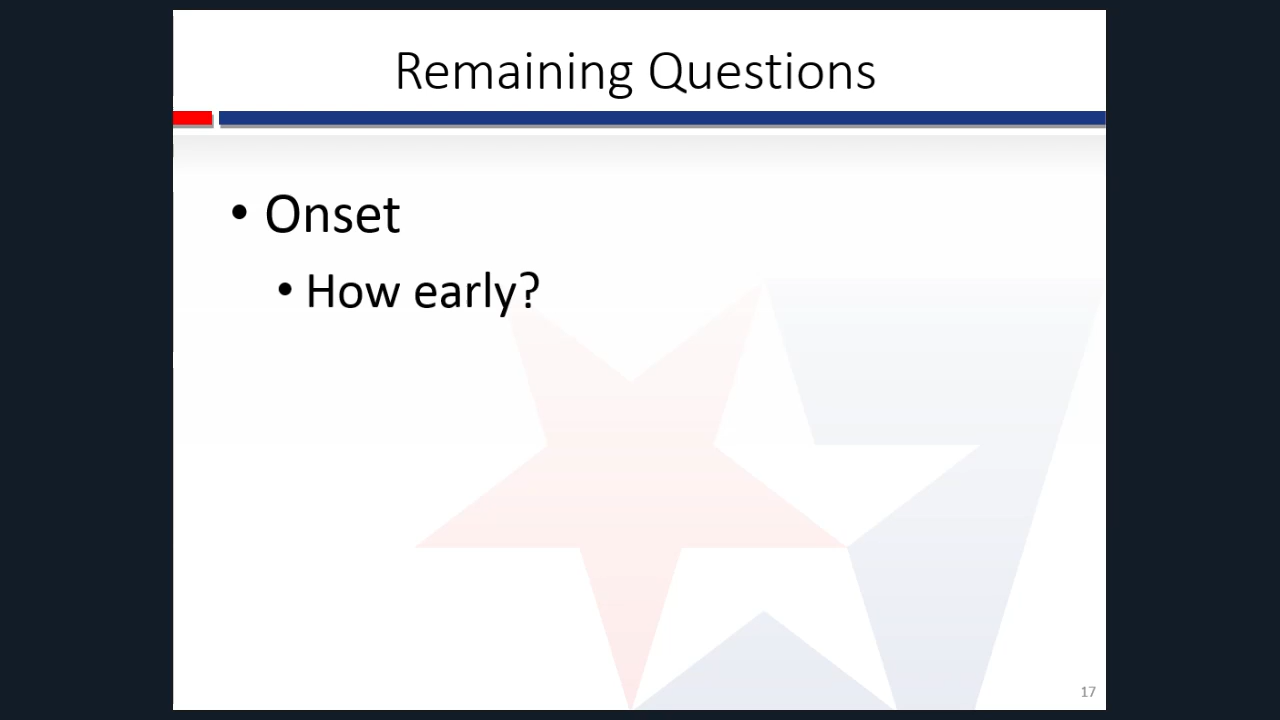 Remaining Questions
• Onset
• How early?
17